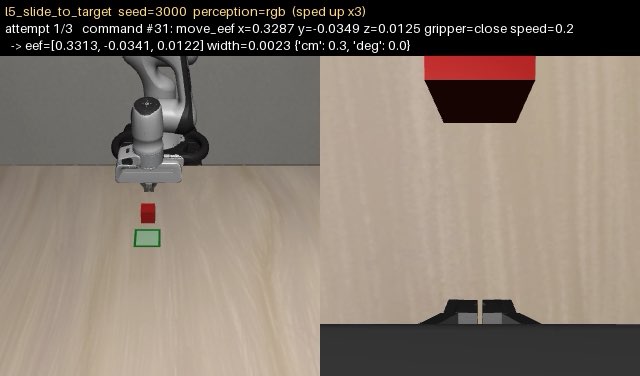 l5_slide_to_target seed=3000 perception=rgb (sped up x3)
attempt 1/3 command #31: move_eef x=0.3287 y=-0.0349 z=0.0125 gripper=close speed=0.2
-> eef=[0.3313, -0.0341, 0.0122] width=0.0023 {'cm': 0.3, 'deg': 0.0}